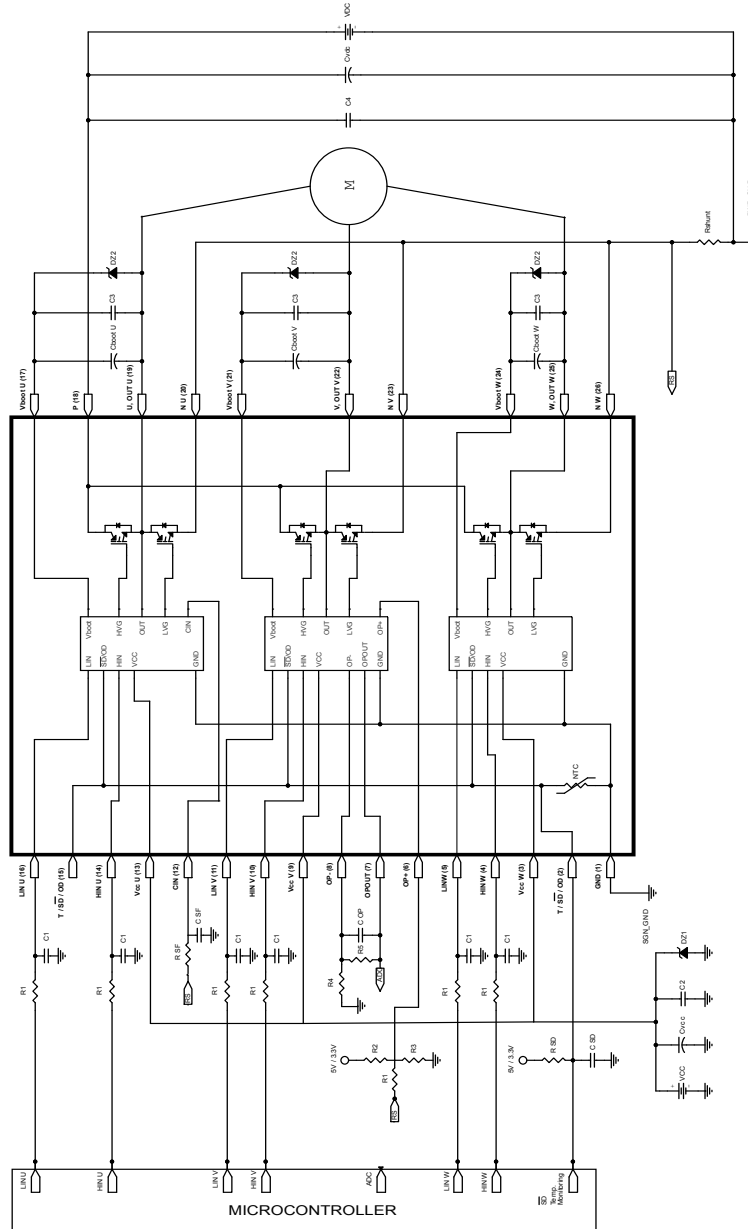 VDC
+
-
Cvdc
C4
M
Rshunt
DZ2
DZ2
DZ2
C3
C3
C3
Cboot U
Cboot V
Cboot W
RS
Vboot U (17)
P (18)
U, OUT U (19)
N U (20)
Vboot V (21)
V, OUT V (22)
N V (23)
Vboot W (24)
W, OUT W (25)
N W (26)
Vboot
HVG
OUT
LVG
CIN
LIN
SD/OD
HIN
VCC
GND
Vboot
HVG
OUT
LVG
OP+
LIN
SD/OD
HIN
VCC
OP-
OPOUT
GND
Vboot
HVG
OUT
LVG
LIN
SD/OD
HIN
VCC
GND
NTC
LIN U (16)
T / SD / OD (15)
HIN U (14)
Vcc U (13)
CIN (12)
LIN V (11)
HIN V (10)
Vcc V (9)
OP- (8)
OPOUT (7)
OP+ (6)
LINW (5)
HIN W (4)
Vcc W (3)
T / SD / OD (2)
GND (1)
SGN_GND
C1
C1
C SF
C1
C1
C OP
C1
C1
R1
R1
R SF
RS
R1
R1
R4
R5
ADC
R1
R1
5V / 3.3V
R2
R3
R1
RS
5V / 3.3V
R SD
C SD
DZ1
C2
Cvcc
VCC
+
-
LIN U
HIN U
LIN V
HIN V
ADC
LIN W
HIN W
SD
Temp.
Monitoring
MICROCONTROLLER